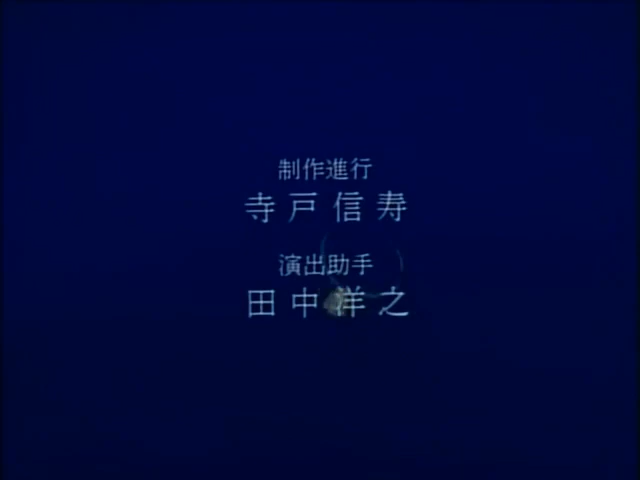 制作進行
寺戸信寿
演出助手
田中洋之